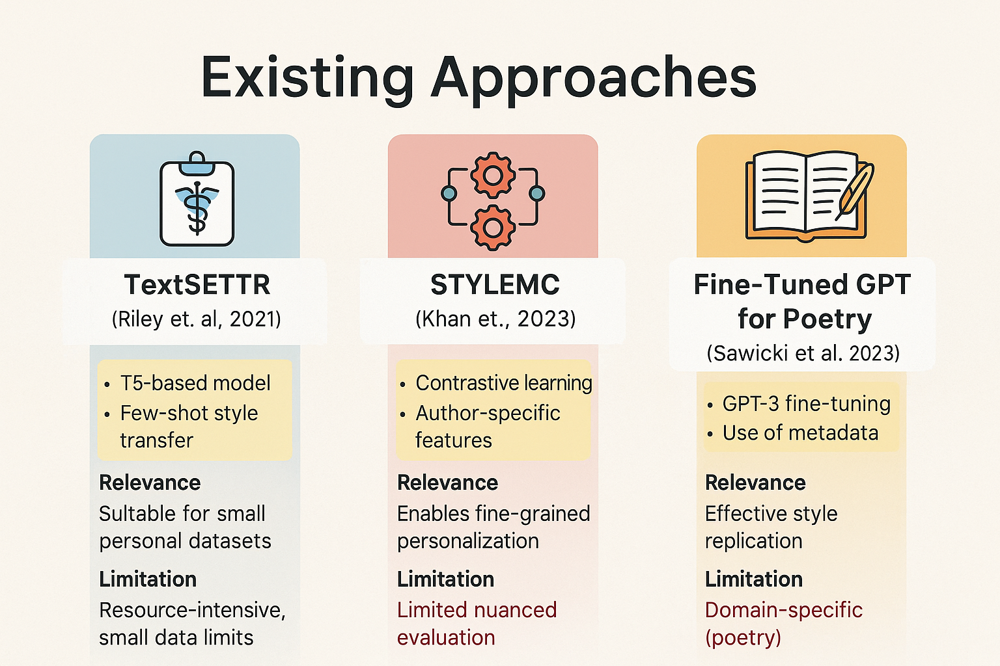 Existing Approaches
TextSETTR
(Riley et. al, 2021)
• T5-based model
• Few-shot style
transfer
Relevance
Sultable for small
personal datasets
Limitation
Resource-intensive,
small data limits
STYLEMC
(Khan et., 2023)
• Contrastive learning
• Author-specific
features
Relevance
Enables fine-grained
personalization
Limitation
Limited nuanced
evaluation
Fine-Tuned GPT
for Poetry
(Sawicki et al. 2023)
• GPT-3 fine-tuning
• Use of metadata
Relevance
Effective style
replication
Limitation
Domain-specific
(poetry)